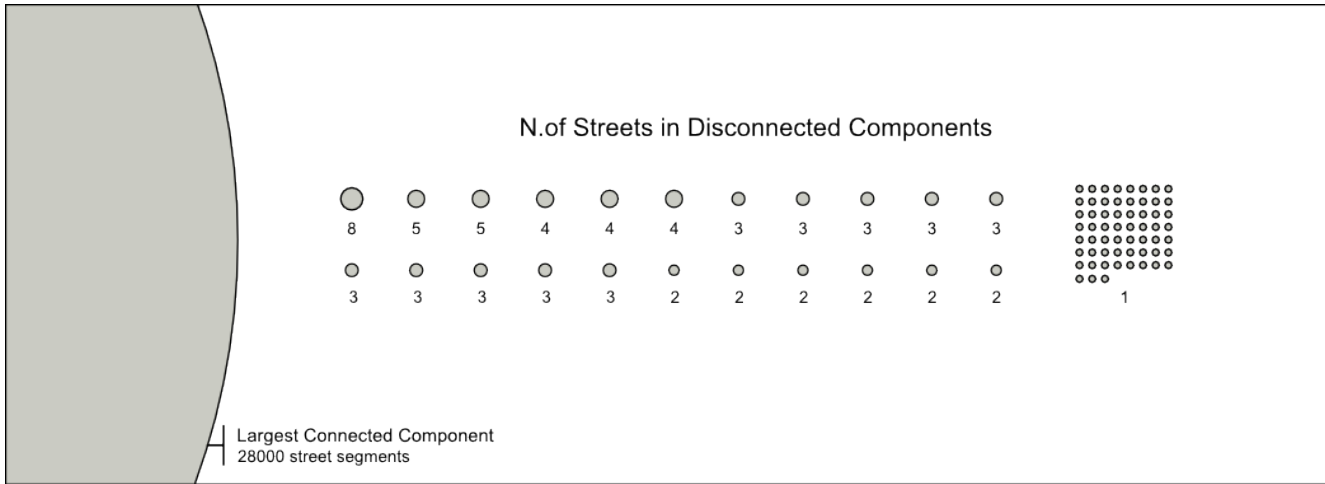 N.of Streets in Disconnected Components
8 5 5 4 4 4 3 3 3 3 3
3 3 3 3 3 2 2 2 2 2 2
1
Largest Connected Component
28000 street segments